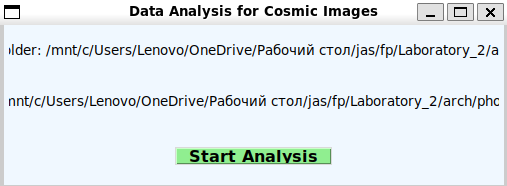 Data Analysis for Cosmic Images
older: /mnt/c/Users/Lenovo/OneDrive/Рабочий стол/jas/fp/Laboratory_2/a
mnt/c/Users/Lenovo/OneDrive/Рабочий стол/jas/fp/Laboratory_2/arch/pho
Start Analysis